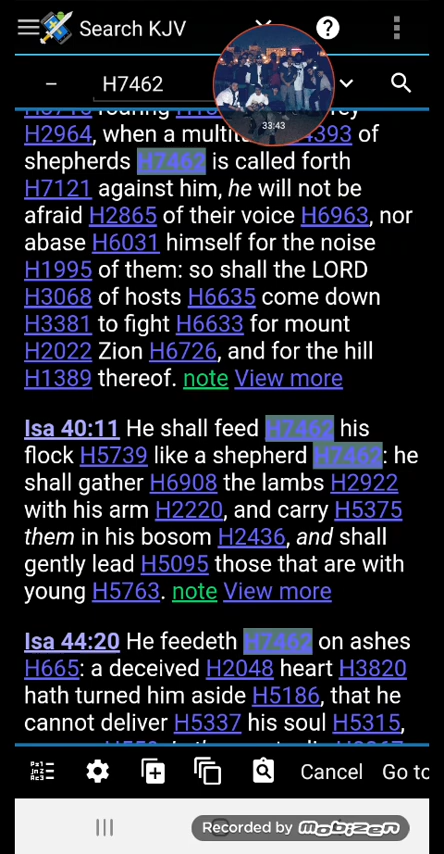 Search KJV
H7462
33:43
H2964, when a multit 4393 of
shepherds H7462 is called forth
H7121 against him, he will not be
afraid H2865 of their voice H6963, nor
abase H6031 himself for the noise
H1995 of them: so shall the LORD
H3068 of hosts H6635 come down
H3381 to fight H6633 for mount
H2022 Zion H6726, and for the hill
H1389 thereof. note View more
Isa 40:11 He shall feed H7462 his
flock H5739 like a shepherd H7462: he
shall gather H6908 the lambs H2922
with his arm H2220, and carry H5375
them in his bosom H2436, and shall
gently lead H5095 those that are with
young H5763. note View more
Isa 44:20 He feedeth H7462 on ashes
H665: a deceived H2048 heart H3820
hath turned him aside H5186, that he
cannot deliver H5337 his soul H5315,
Cancel Go to
Recorded by MOBIZEN